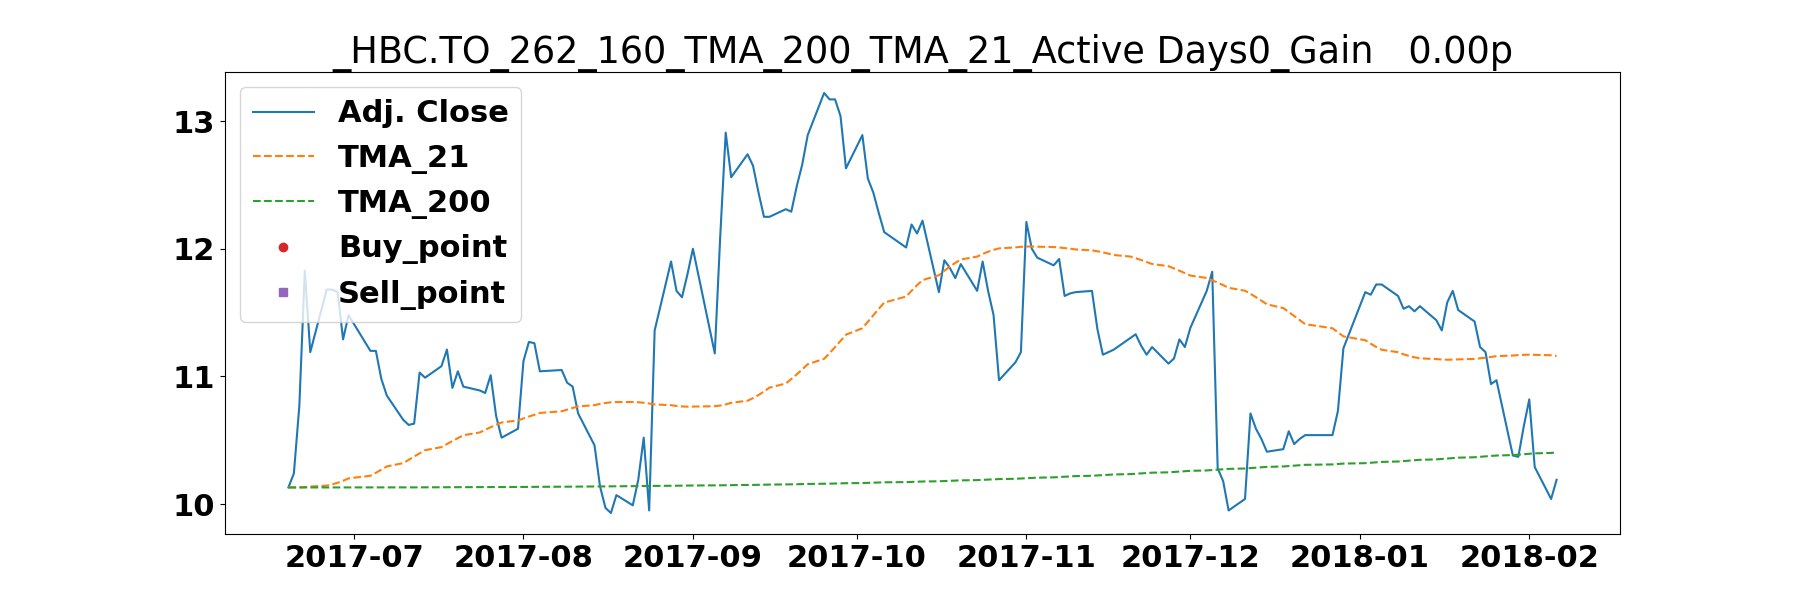 _HBC.TO_262_160_TMA_200_TMA_21_Active Days0_Gain   0.00p
13
12
11
10
Adj. Close
TMA_21
TMA_200
Buy_point
Sell_point
2017-07 2017-08 2017-09 2017-10 2017-11 2017-12 2018-01 2018-02